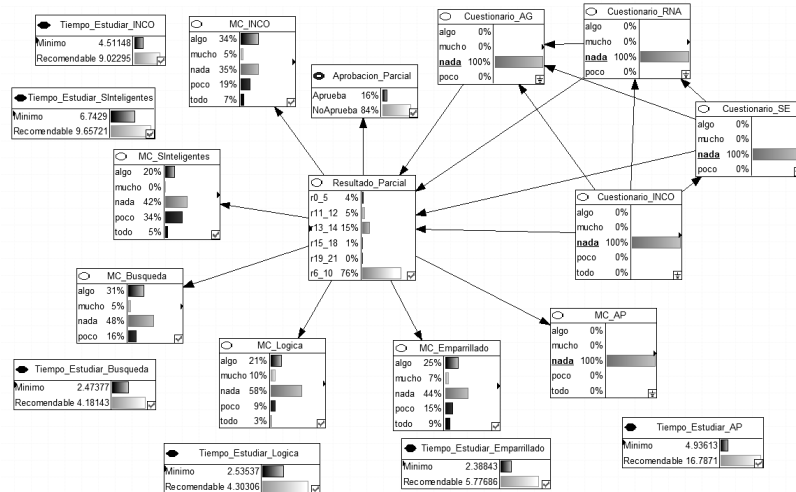 Tiempo_Estudiar_INCO
Minimo 4.51148
Recomendable 9.02295
MC_INCO
algo 34%
mucho 5%
nada 35%
poco 19%
todo 7%
Aprobacion_Parcial
Aprueba 16%
NoAprueba 84%
Cuestionario_AG
algo 0%
mucho 0%
nada 100%
poco 0%
Cuestionario_RNA
algo 0%
mucho 0%
nada 100%
poco 0%
Tiempo_Estudiar_SInteligentes
Minimo 6.7429
Recomendable 9.65721
Cuestionario_SE
algo 0%
mucho 0%
nada 100%
poco 0%
MC_SInteligentes
algo 20%
mucho 0%
nada 42%
poco 34%
todo 5%
Resultado_Parcial
r0_5 4%
r11_12 5%
r13_14 15%
r15_18 1%
r19_21 0%
r6_10 76%
Cuestionario_INCO
algo 0%
mucho 0%
nada 100%
poco 0%
todo 0%
MC_Busqueda
algo 31%
mucho 5%
nada 48%
poco 16%
MC_Logica
algo 21%
mucho 10%
nada 58%
poco 9%
todo 3%
MC_Emparrillado
algo 25%
mucho 7%
nada 44%
poco 15%
todo 9%
MC_AP
algo 0%
mucho 0%
nada 100%
poco 0%
todo 0%
Tiempo_Estudiar_Busqueda
Minimo 2.47377
Recomendable 4.18143
Tiempo_Estudiar_Logica
Minimo 2.53537
Recomendable 4.30306
Tiempo_Estudiar_Emparrillado
Minimo 2.38843
Recomendable 5.77686
Tiempo_Estudiar_AP
Minimo 4.93613
Recomendable 16.7871